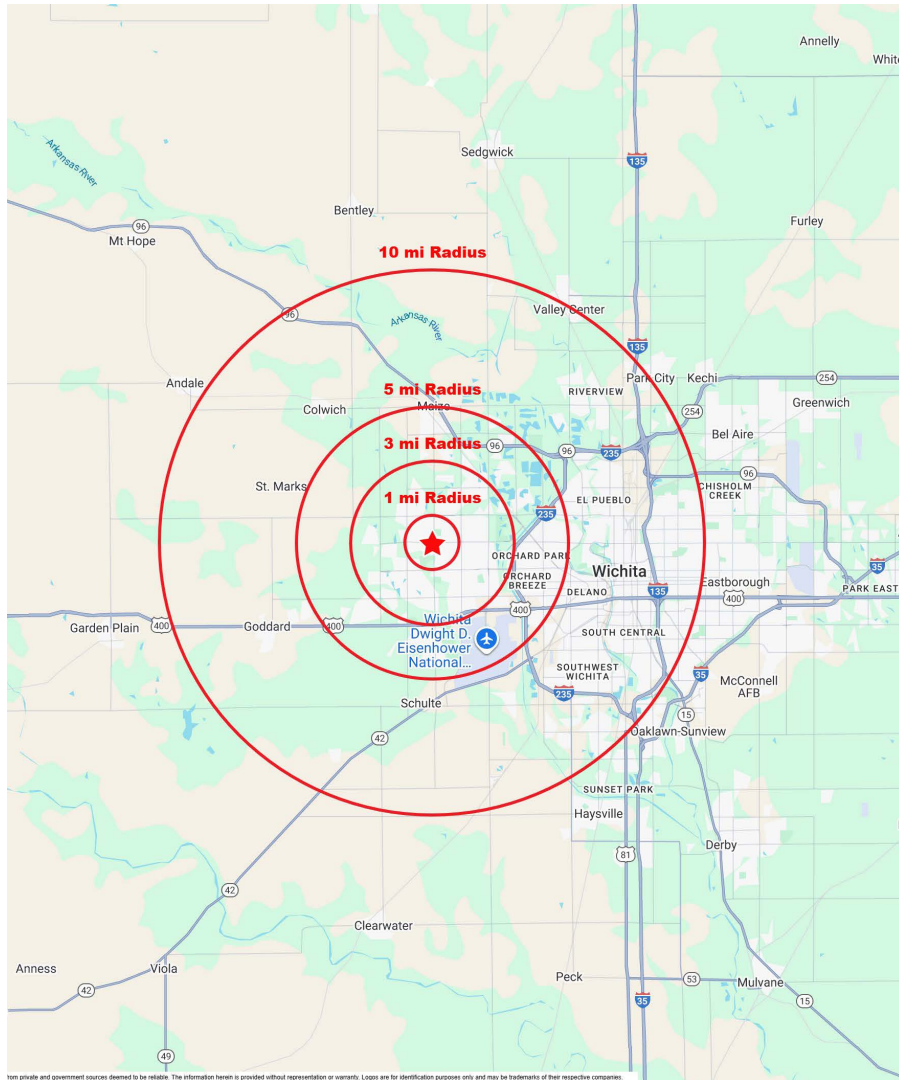 Annelly
White
Arkansas
River
Sedgwick
135
Bentley
96
Mt Hope
Furley
10 mi Radius
Valley Center
96
Arkansas
River
135
Andale
5 mi Radius
Park City
Kechi
254
RIVERVIEW
Colwich
Maize
254
Greenwich
Bel Aire
3 mi Radius
96
96
235
96
St. Marks
1 mi Radius
EL PUEBLO
CHISHOLM
CREEK
235
ORCHARD PARK
Wichita
35
ORCHARD
BREEZE
DELANO
135
Eastborough
PARK EAST
400
400
Garden Plain
400
Goddard
400
Wichita
Dwight D.
Eisenhower
National...
SOUTH CENTRAL
SOUTHWEST
WICHITA
35
McConnell
AFB
235
Schulte
15
42
Oaklawn-Sunview
SUNSET PARK
Haysville
Derby
81
42
Clearwater
Anness
Viola
Peck
53
Mulvane
42
35
15
49
from private and government sources deemed to be reliable. The information herein is provided without representation or warranty. Logos are for identification purposes only and may be trademarks of their respective companies.